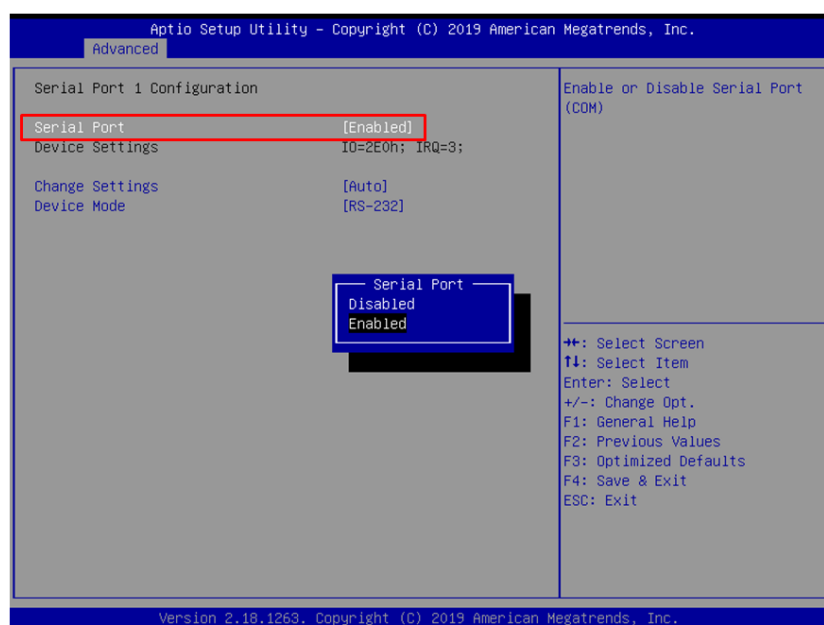 Aptio Setup Utility – Copyright (C) 2019 American Megatrends, Inc.
Advanced
Serial Port 1 Configuration
Serial Port [Enabled]
Device Settings IO=2E0h; IRQ=3;
Change Settings [Auto]
Device Mode [RS-232]
Serial Port
Disabled
Enabled
Enable or Disable Serial Port
(COM)
→←: Select Screen
↑↓: Select Item
Enter: Select
+/-: Change Opt.
F1: General Help
F2: Previous Values
F3: Optimized Defaults
F4: Save & Exit
ESC: Exit
Version 2.18.1263. Copyright (C) 2019 American Megatrends, Inc.